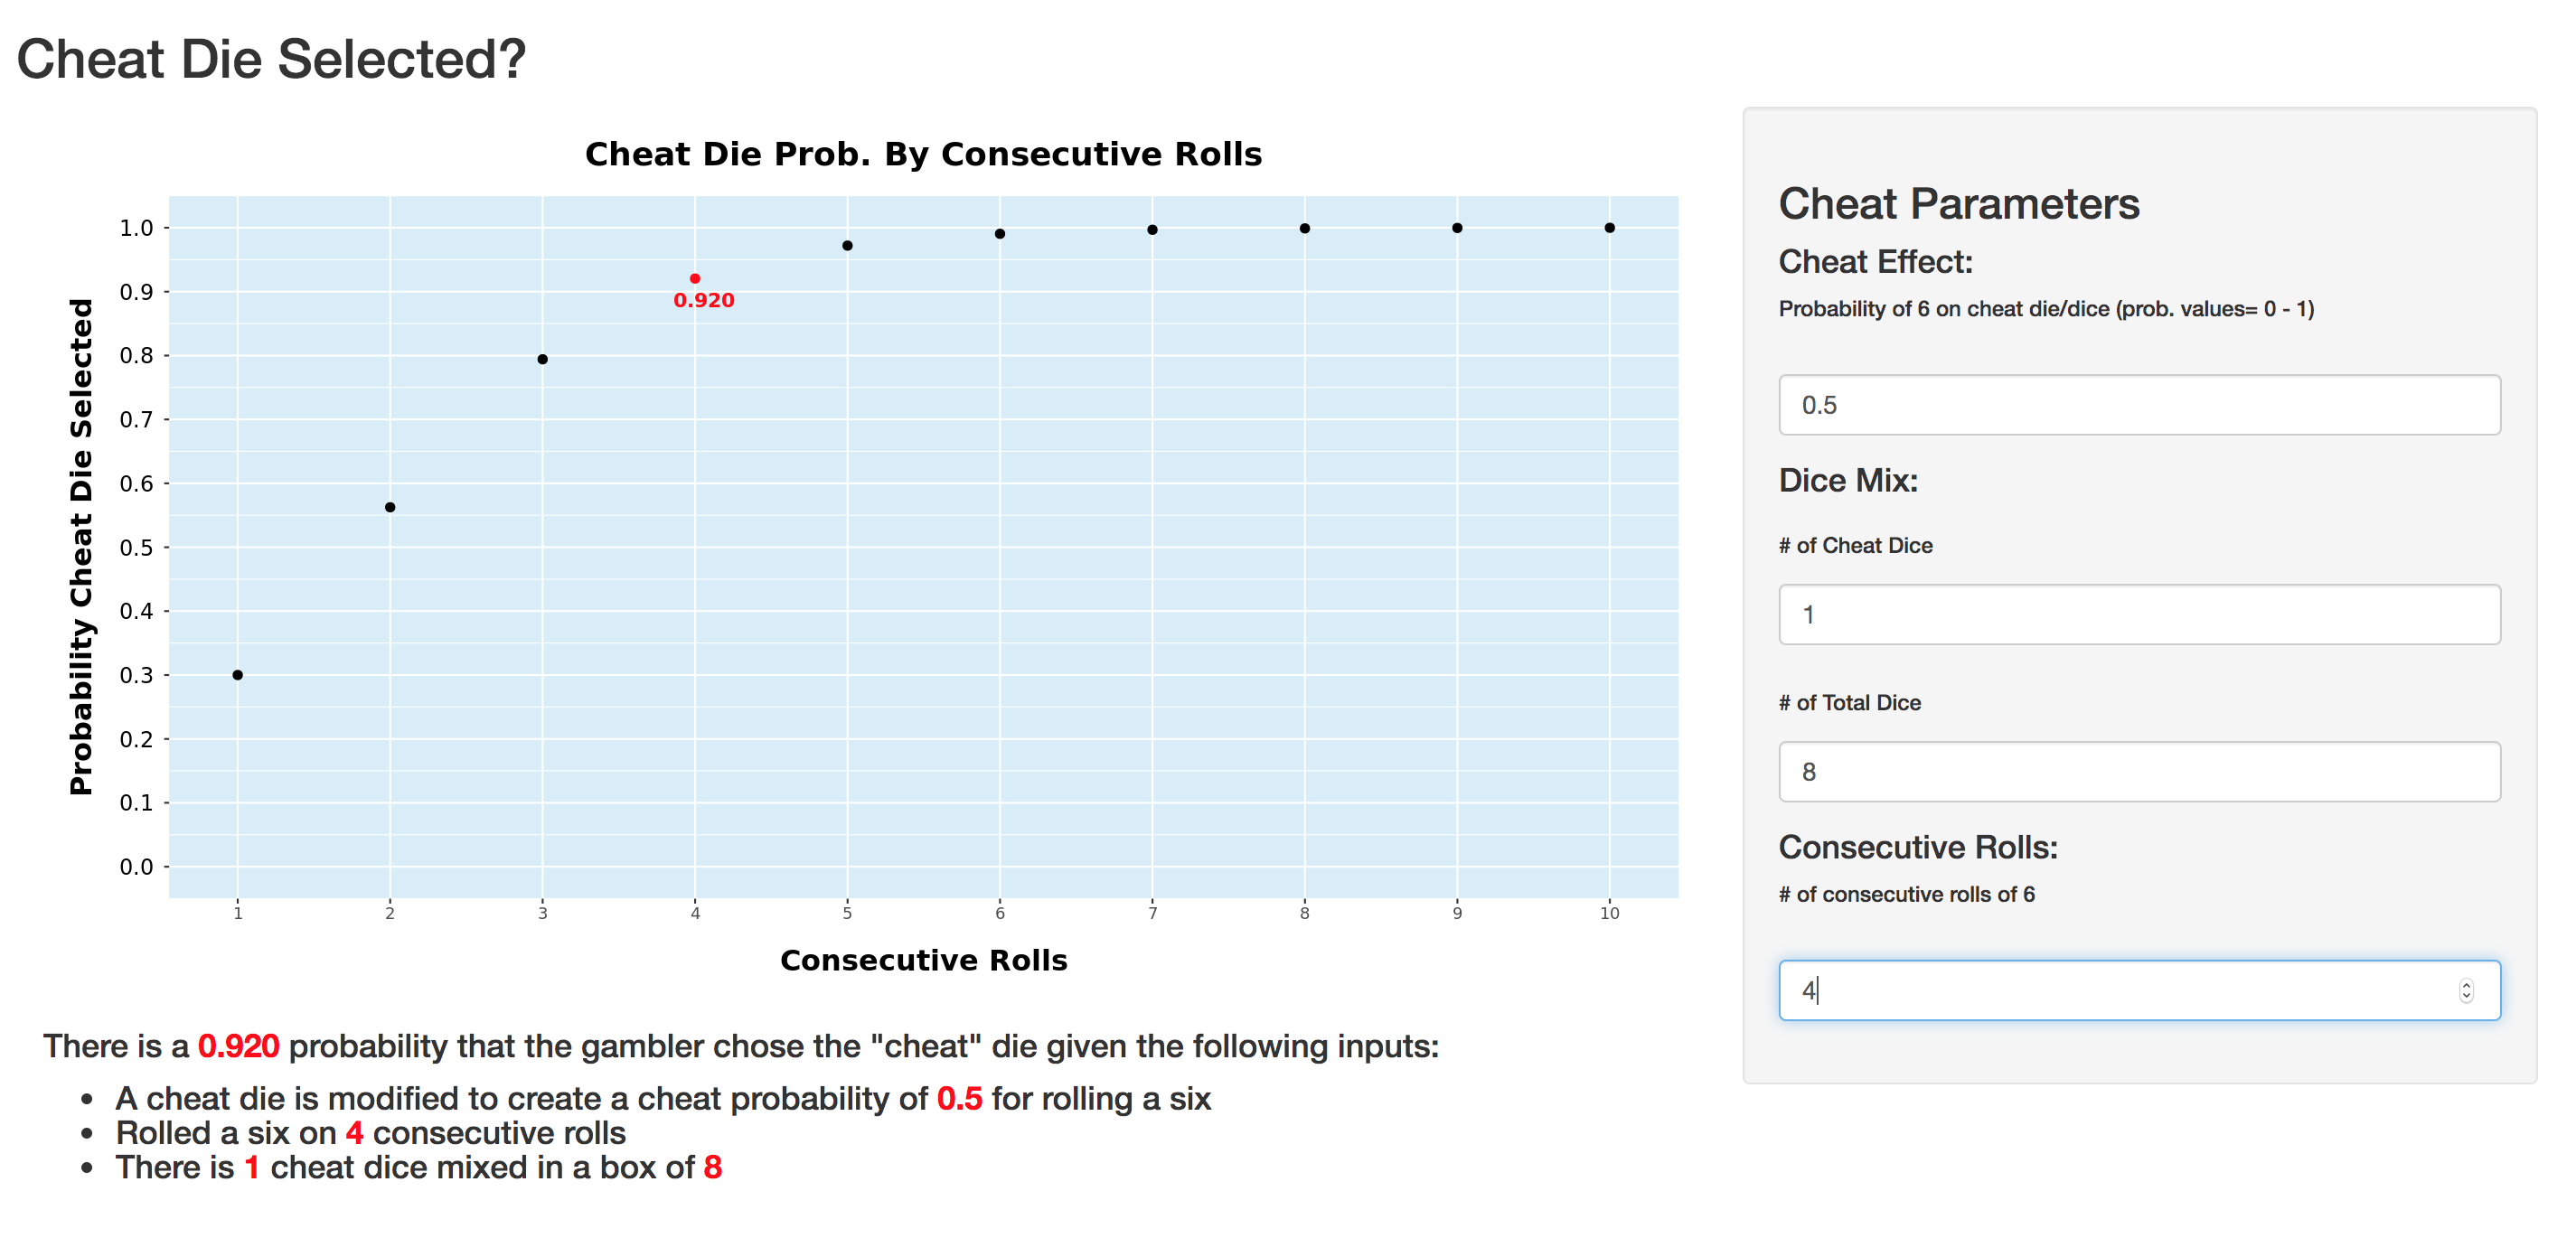 Cheat Die Selected?
Cheat Die Prob. By Consecutive Rolls
Probability Cheat Die Selected
1.0
0.9
0.8
0.7
0.6
0.5
0.4
0.3
0.2
0.1
0.0
0.920
1 2 3 4 5 6 7 8 9 10
Consecutive Rolls
There is a 0.920 probability that the gambler chose the "cheat" die given the following inputs:
• A cheat die is modified to create a cheat probability of 0.5 for rolling a six
• Rolled a six on 4 consecutive rolls
• There is 1 cheat dice mixed in a box of 8
Cheat Parameters
Cheat Effect:
Probability of 6 on cheat die/dice (prob. values= 0 - 1)
0.5
Dice Mix:
# of Cheat Dice
1
# of Total Dice
8
Consecutive Rolls:
# of consecutive rolls of 6
4